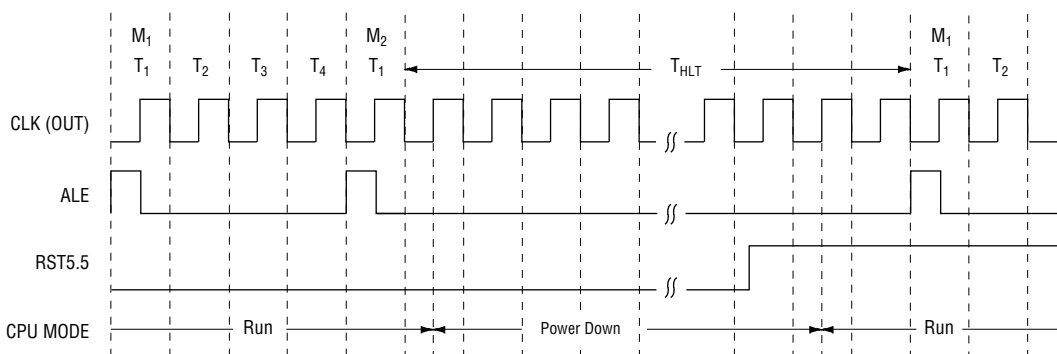 M₁ M₂ M₁
T₁ T₂ T₃ T₄ T₁ T_HLT T₁ T₂
CLK (OUT)
ALE
RST5.5
CPU MODE Run Power Down Run